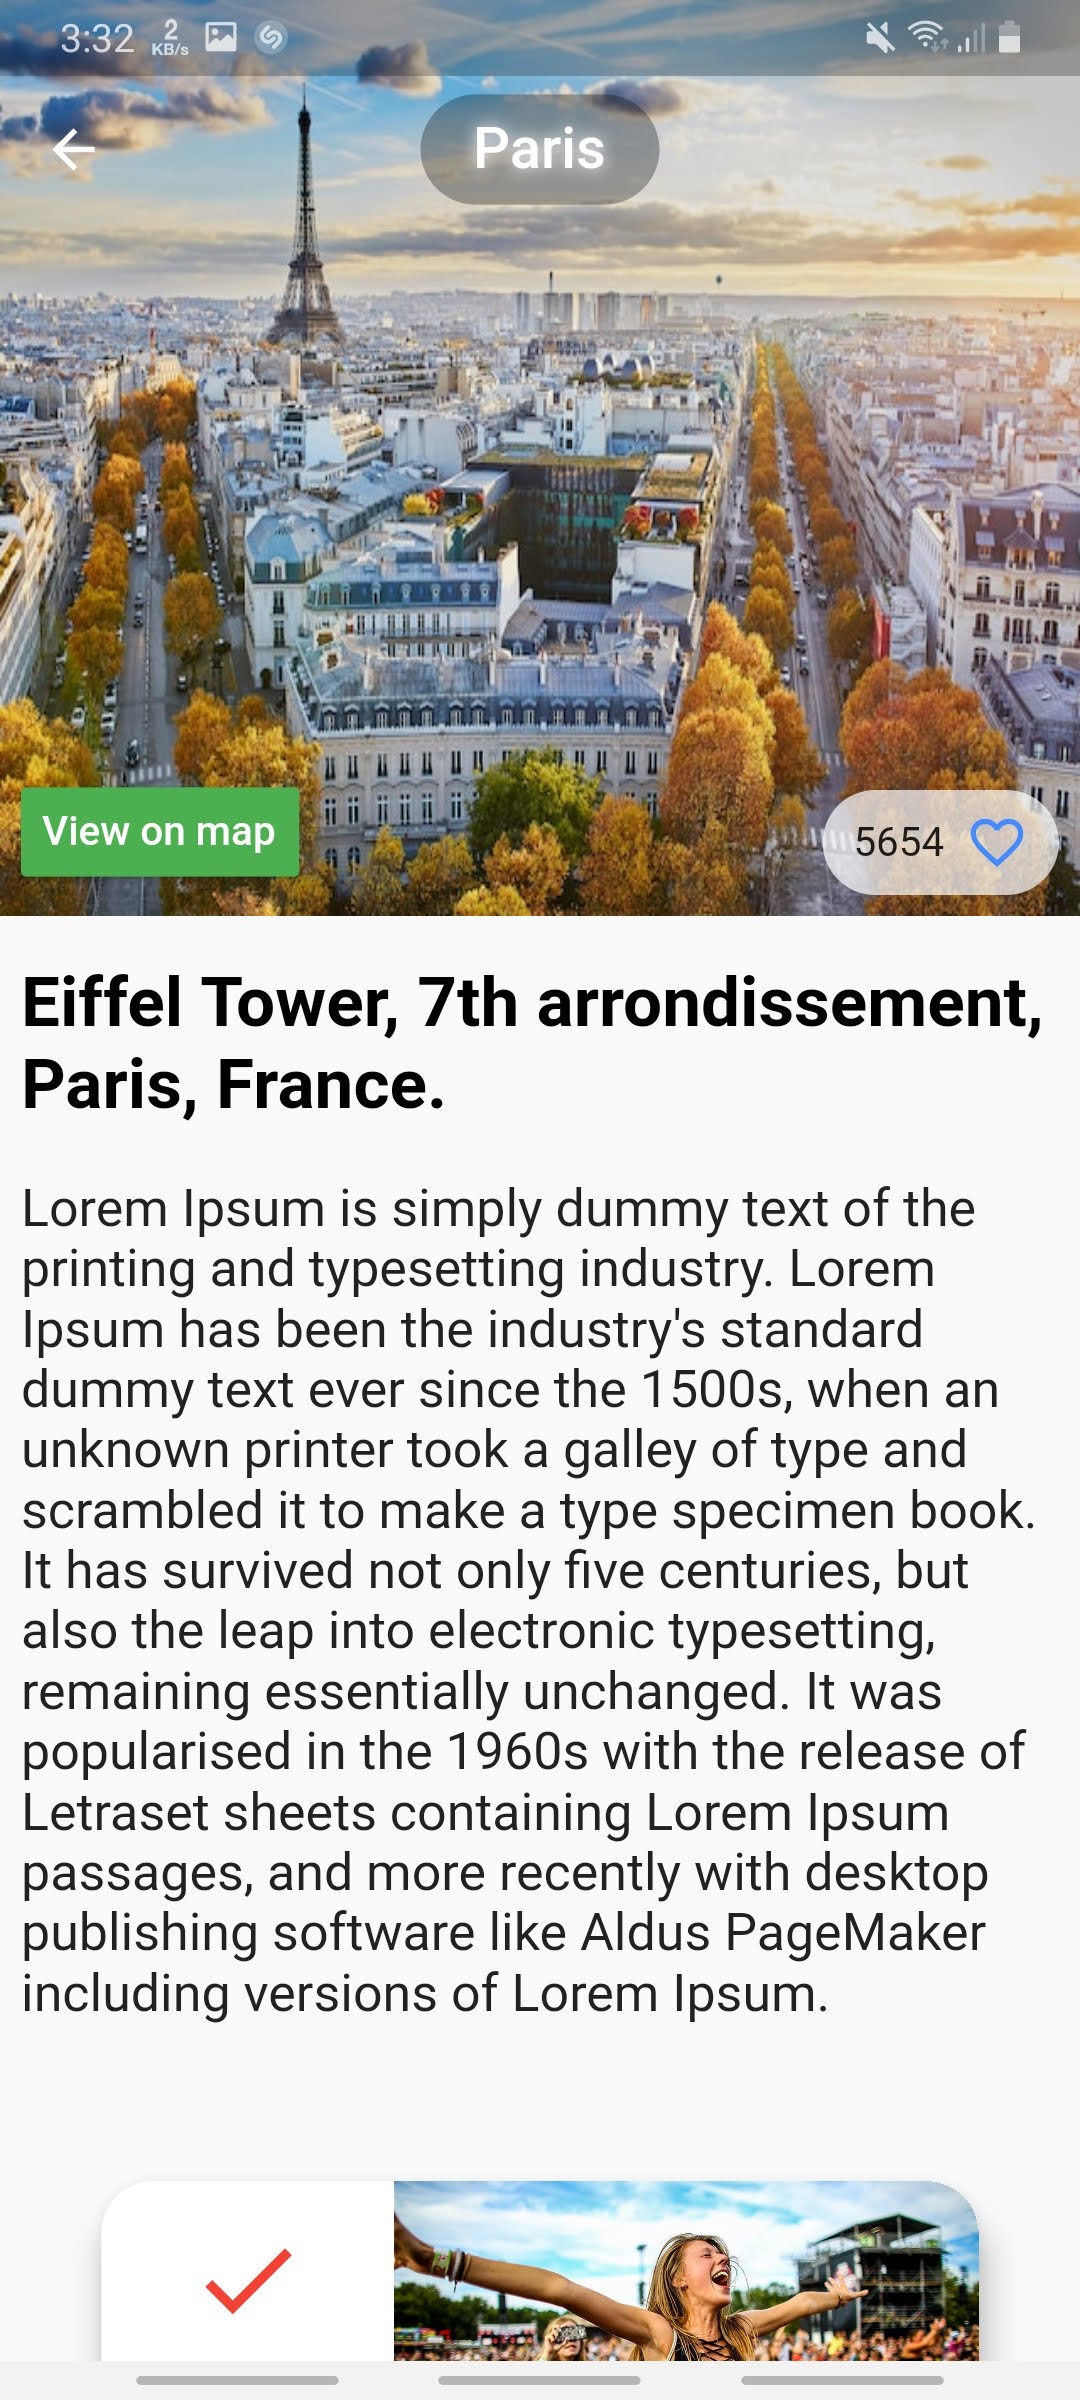 3:32 2 KB/s
Paris
View on map
5654
Eiffel Tower, 7th arrondissement,
Paris, France.
Lorem Ipsum is simply dummy text of the
printing and typesetting industry. Lorem
Ipsum has been the industry's standard
dummy text ever since the 1500s, when an
unknown printer took a galley of type and
scrambled it to make a type specimen book.
It has survived not only five centuries, but
also the leap into electronic typesetting,
remaining essentially unchanged. It was
popularised in the 1960s with the release of
Letraset sheets containing Lorem Ipsum
passages, and more recently with desktop
publishing software like Aldus PageMaker
including versions of Lorem Ipsum.